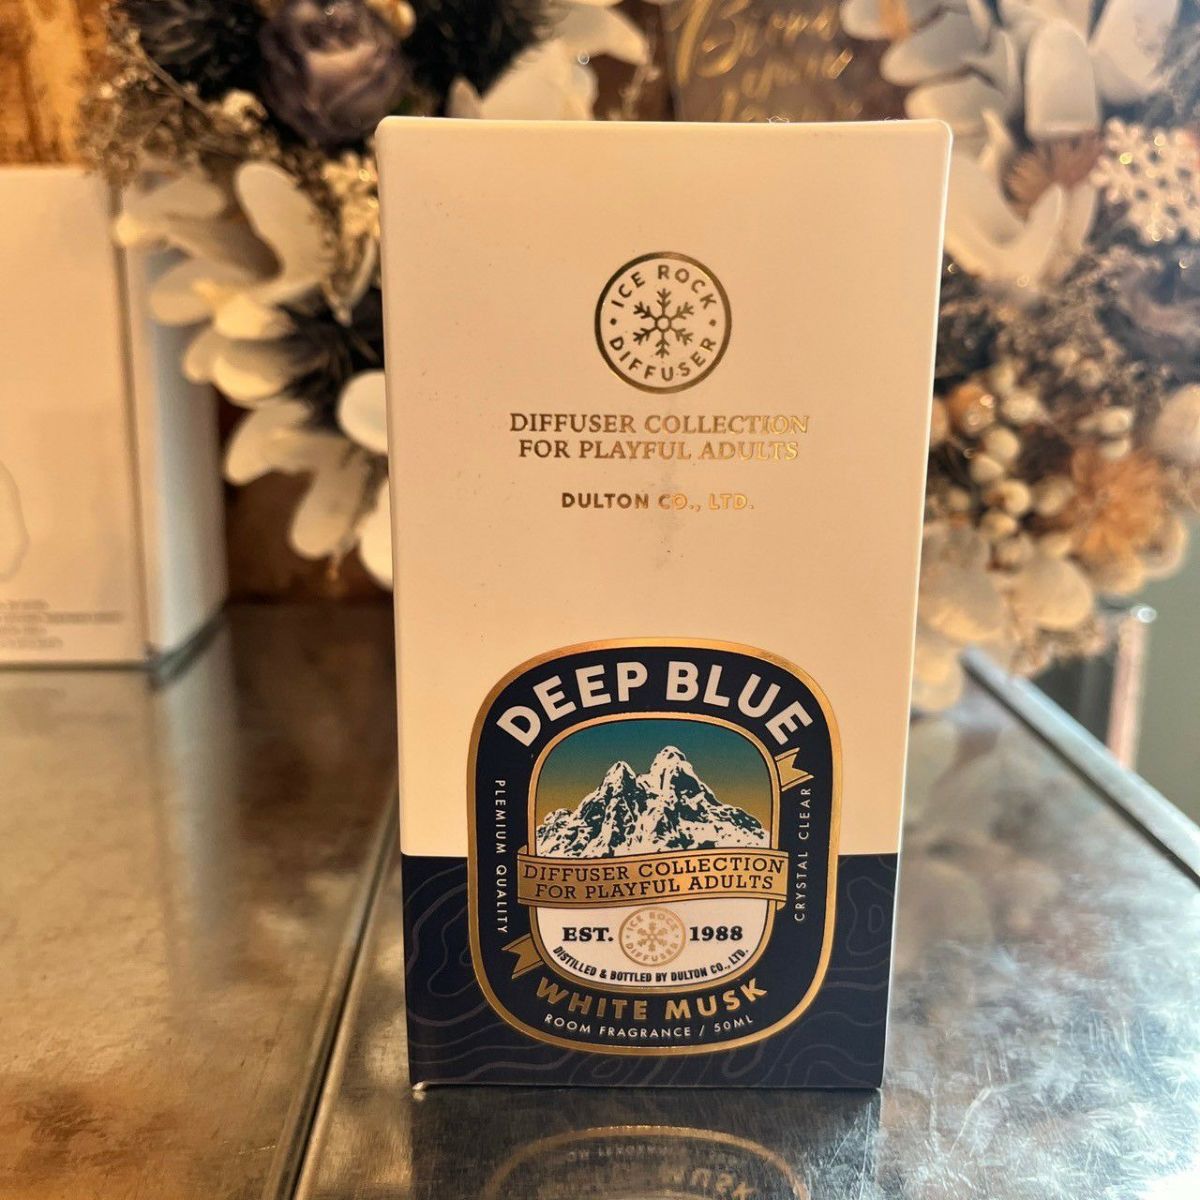 ICE ROCK
DIFFUSER
DIFFUSER COLLECTION
FOR PLAYFUL ADULTS
DULTON CO., LTD.
DEEP BLUE
PLEMIUM QUALITY
CRYSTAL CLEAR
DIFFUSER COLLECTION
FOR PLAYFUL ADULTS
EST. 1988
ICE ROCK
DIFFUSER
DISTILLED & BOTTLED BY DULTON CO., LTD.
WHITE MUSK
ROOM FRAGRANCE / 50ML